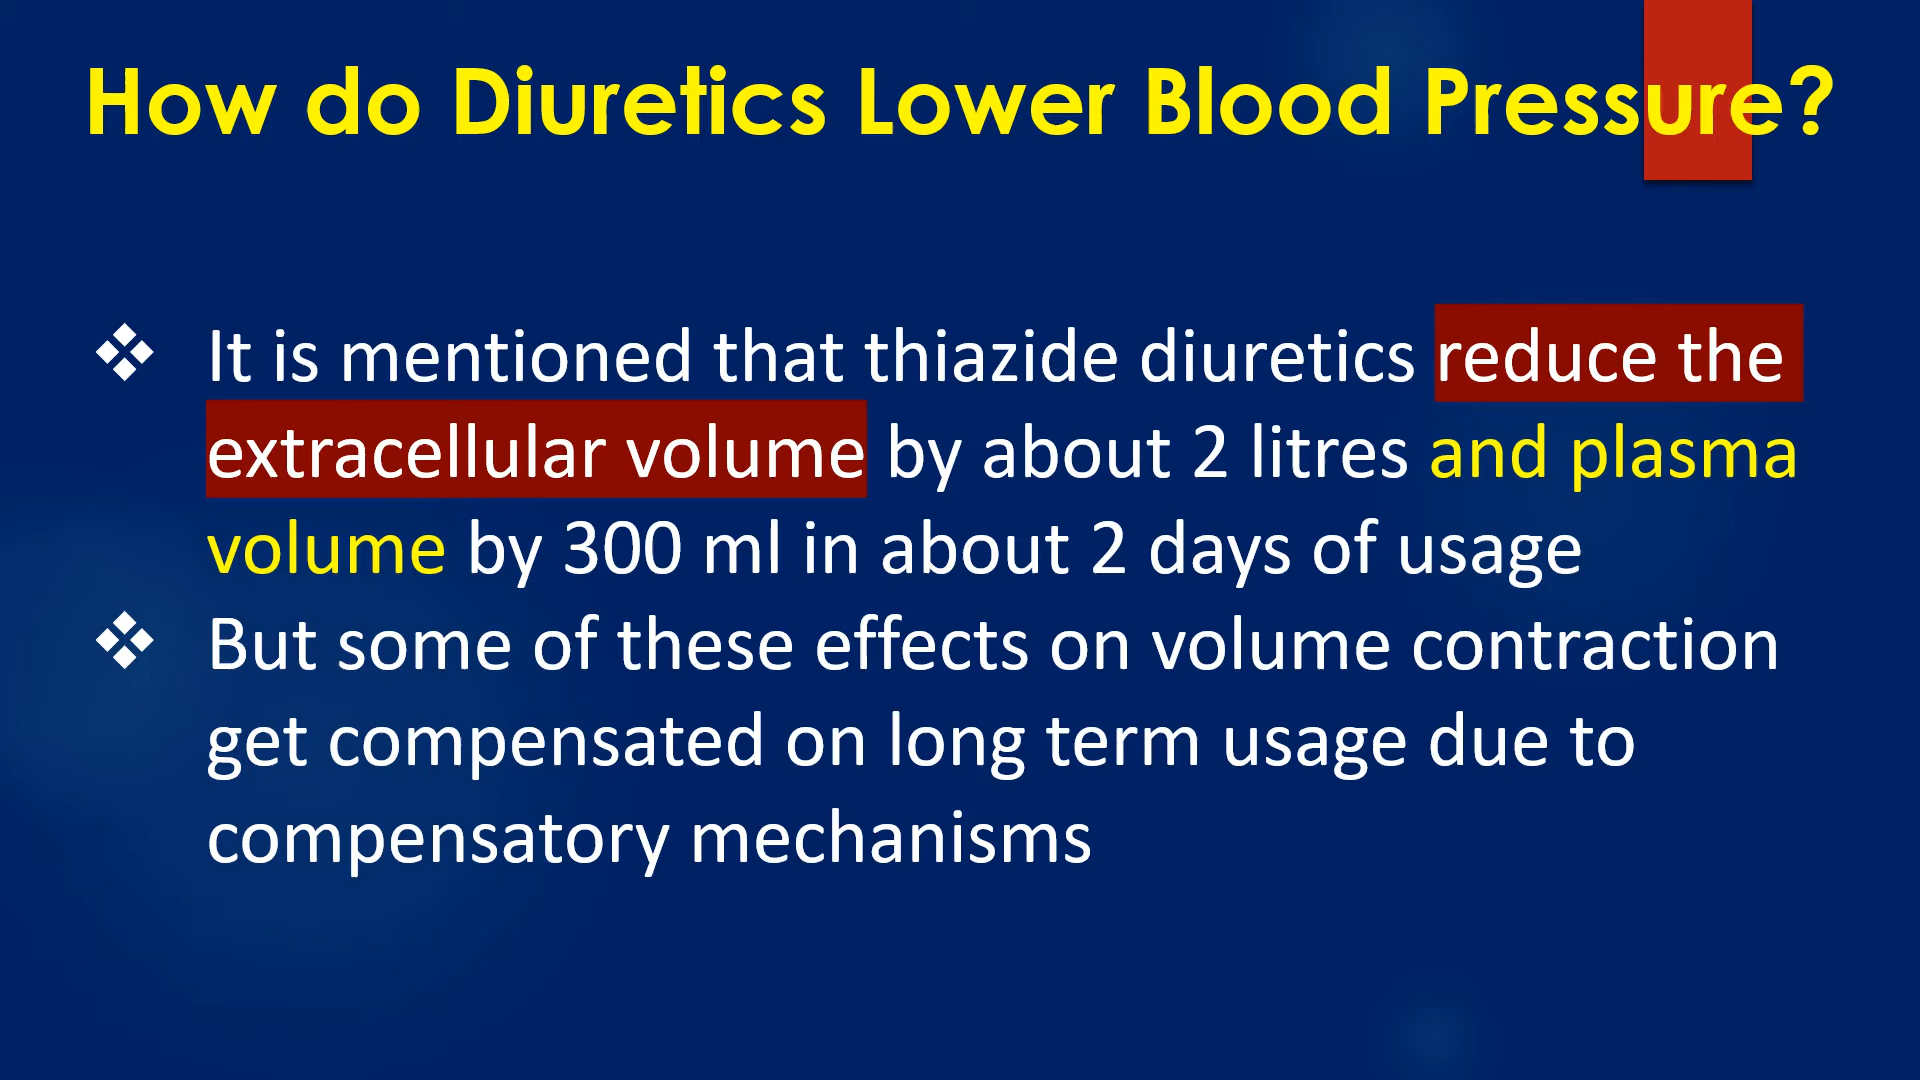 How do Diuretics Lower Blood Pressure?
❖ It is mentioned that thiazide diuretics reduce the
extracellular volume by about 2 litres and plasma
volume by 300 ml in about 2 days of usage
❖ But some of these effects on volume contraction
get compensated on long term usage due to
compensatory mechanisms